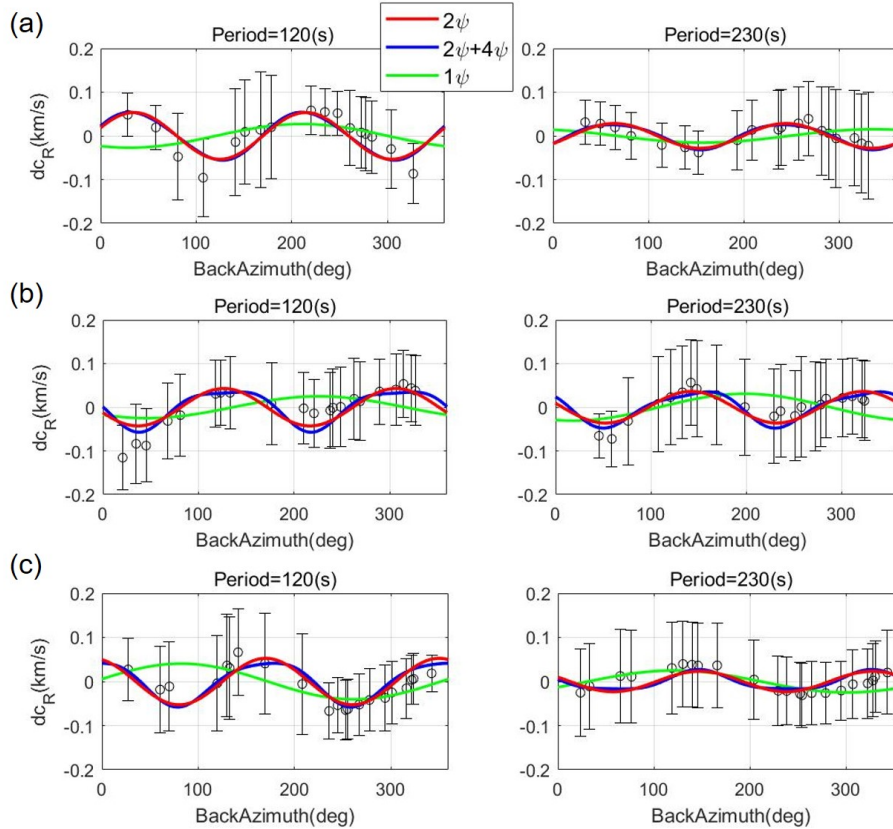 (a)
Period=120(s)
2ψ
2ψ+4ψ
1ψ
Period=230(s)
dc_R(km/s)
0.2
0.1
0
-0.1
-0.2
0 100 200 300
BackAzimuth(deg)
0.2
0.1
0
-0.1
-0.2
0 100 200 300
BackAzimuth(deg)
(b)
Period=120(s)
Period=230(s)
dc_R(km/s)
0.2
0.1
0
-0.1
-0.2
0 100 200 300
BackAzimuth(deg)
dc_R(km/s)
0.2
0.1
0
-0.1
-0.2
0 100 200 300
BackAzimuth(deg)
(c)
Period=120(s)
Period=230(s)
dc_R(km/s)
0.2
0.1
0
-0.1
-0.2
0 100 200 300
BackAzimuth(deg)
dc_R(km/s)
0.2
0.1
0
-0.1
-0.2
0 100 200 300
BackAzimuth(deg)